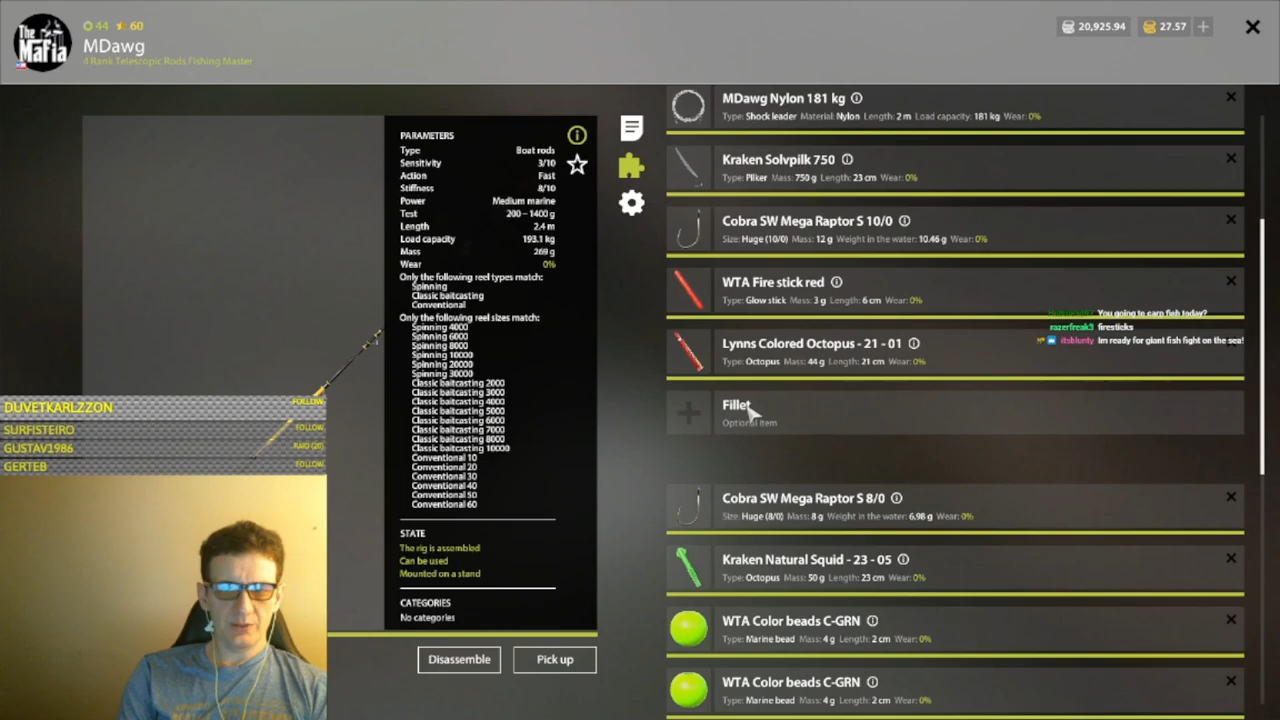 The
Mafia
44 60
MDawg
4 Rank Telescopic Rods Fishing Master
20,925.94
27.57
PARAMETERS
Type Boat rods
Sensitivity 3/10
Action Fast
Stiffness 8/10
Power Medium marine
Test 200 – 1400 g
Length 2.4 m
Load capacity 193.1 kg
Mass 269 g
Wear 0%
Only the following reel types match:
Spinning
Classic baitcasting
Conventional
Only the following reel sizes match:
Spinning 4000
Spinning 6000
Spinning 8000
Spinning 10000
Spinning 20000
Spinning 30000
Classic baitcasting 2000
Classic baitcasting 3000
Classic baitcasting 4000
Classic baitcasting 5000
Classic baitcasting 6000
Classic baitcasting 7000
Classic baitcasting 8000
Classic baitcasting 10000
Conventional 10
Conventional 20
Conventional 30
Conventional 40
Conventional 50
Conventional 60
STATE
The rig is assembled
Can be used
Mounted on a stand
CATEGORIES
No categories
Disassemble
Pick up
DUVETKARLZZON FOLLOW
SURFISTEIRO FOLLOW
GUSTAV1986 RAID (20)
GERTEB FOLLOW
MDawg Nylon 181 kg
Type: Shock leader Material: Nylon Length: 2 m Load capacity: 181 kg Wear: 0%
Kraken Solvpilk 750
Type: Pilker Mass: 750 g Length: 23 cm Wear: 0%
Cobra SW Mega Raptor S 10/0
Size: Huge (10/0) Mass: 12 g Weight in the water: 10.46 g Wear: 0%
WTA Fire stick red
Type: Glow stick Mass: 3 g Length: 6 cm Wear: 0%
You going to carp fish today?
razerfreak3 firesticks
itsblunty Im ready for giant fish fight on the sea!
Lynns Colored Octopus - 21 - 01
Type: Octopus Mass: 44 g Length: 21 cm Wear: 0%
Fillet
Optional item
Cobra SW Mega Raptor S 8/0
Size: Huge (8/0) Mass: 8 g Weight in the water: 6.98 g Wear: 0%
Kraken Natural Squid - 23 - 05
Type: Octopus Mass: 50 g Length: 23 cm Wear: 0%
WTA Color beads C-GRN
Type: Marine bead Mass: 4 g Length: 2 cm Wear: 0%
WTA Color beads C-GRN
Type: Marine bead Mass: 4 g Length: 2 cm Wear: 0%